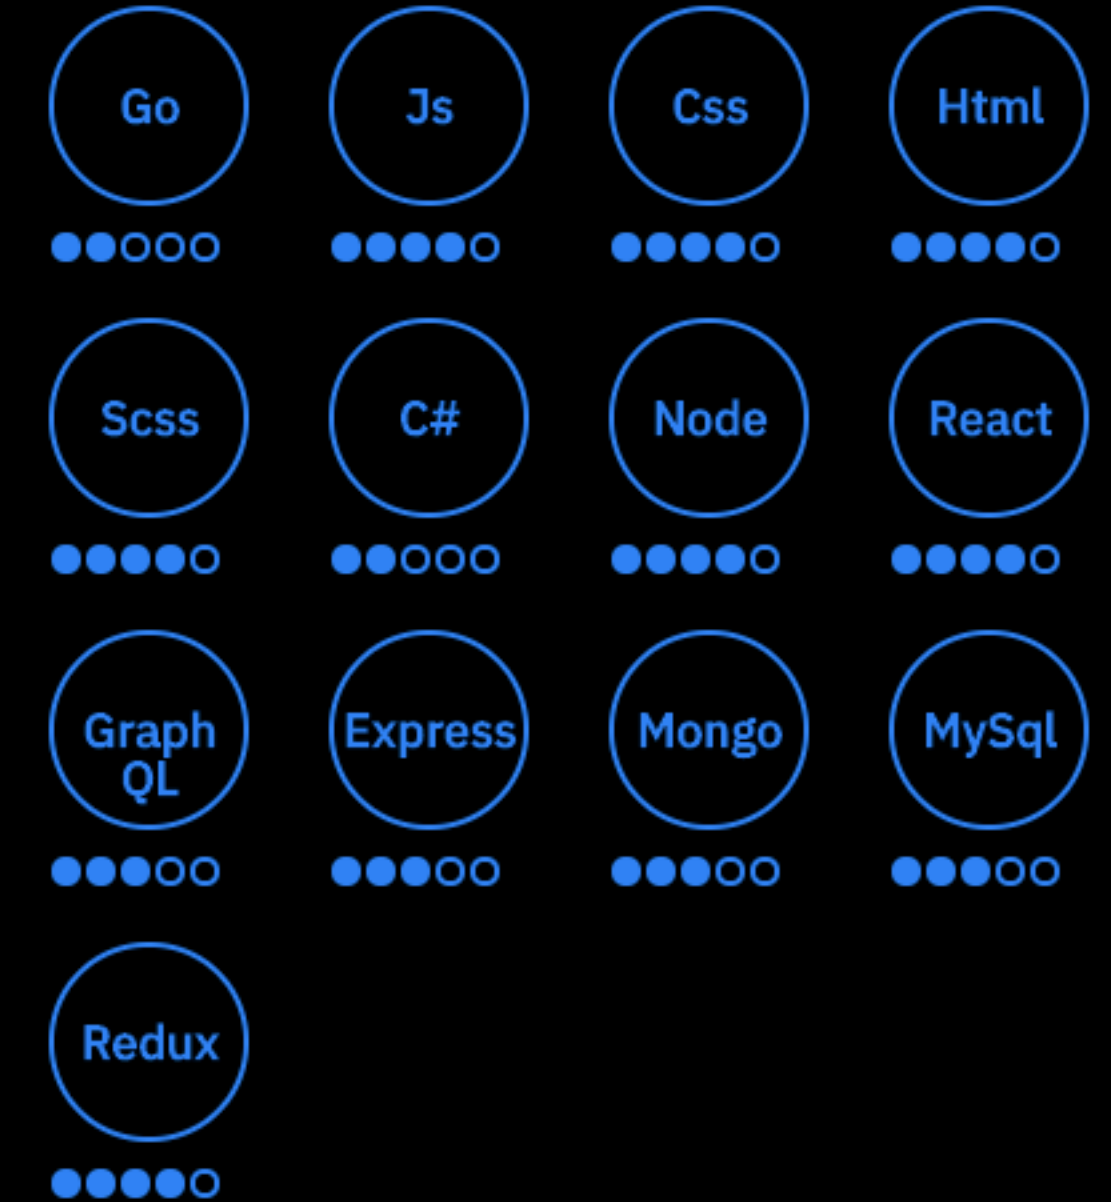 Go
Js
Css
Html
Scss
C#
Node
React
Graph
QL
Express
Mongo
MySql
Redux